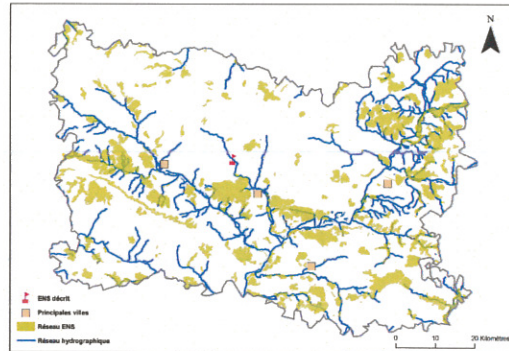 N
ENS décrit
Principales villes
Réseau ENS
Réseau hydrographique
0 10 20 Kilomètres